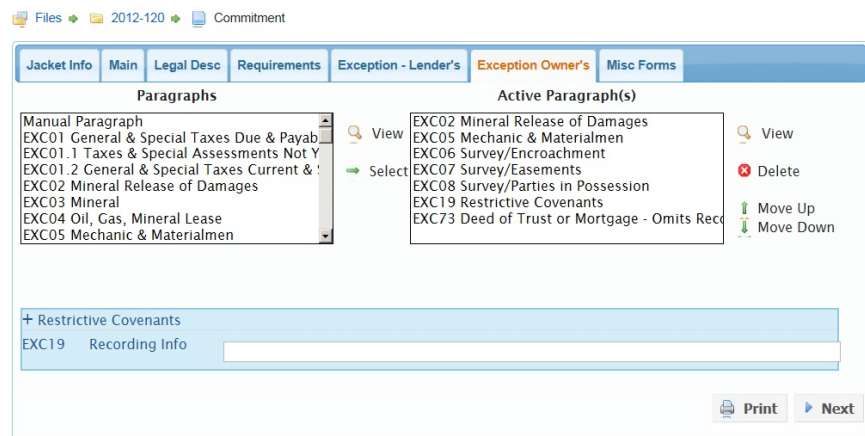 Files 2012-120 Commitment
Jacket Info Main Legal Desc Requirements Exception - Lender's Exception Owner's Misc Forms
Paragraphs
Manual Paragraph
EXC01 General & Special Taxes Due & Payab
EXC01.1 Taxes & Special Assessments Not Y
EXC01.2 General & Special Taxes Current &
EXC02 Mineral Release of Damages
EXC03 Mineral
EXC04 Oil, Gas, Mineral Lease
EXC05 Mechanic & Materialmen
View
Select
Active Paragraph(s)
EXC02 Mineral Release of Damages
EXC05 Mechanic & Materialmen
EXC06 Survey/Encroachment
EXC07 Survey/Easements
EXC08 Survey/Parties in Possession
EXC19 Restrictive Covenants
EXC73 Deed of Trust or Mortgage - Omits Reco
View
Delete
Move Up
Move Down
+ Restrictive Covenants
EXC19 Recording Info
Print Next